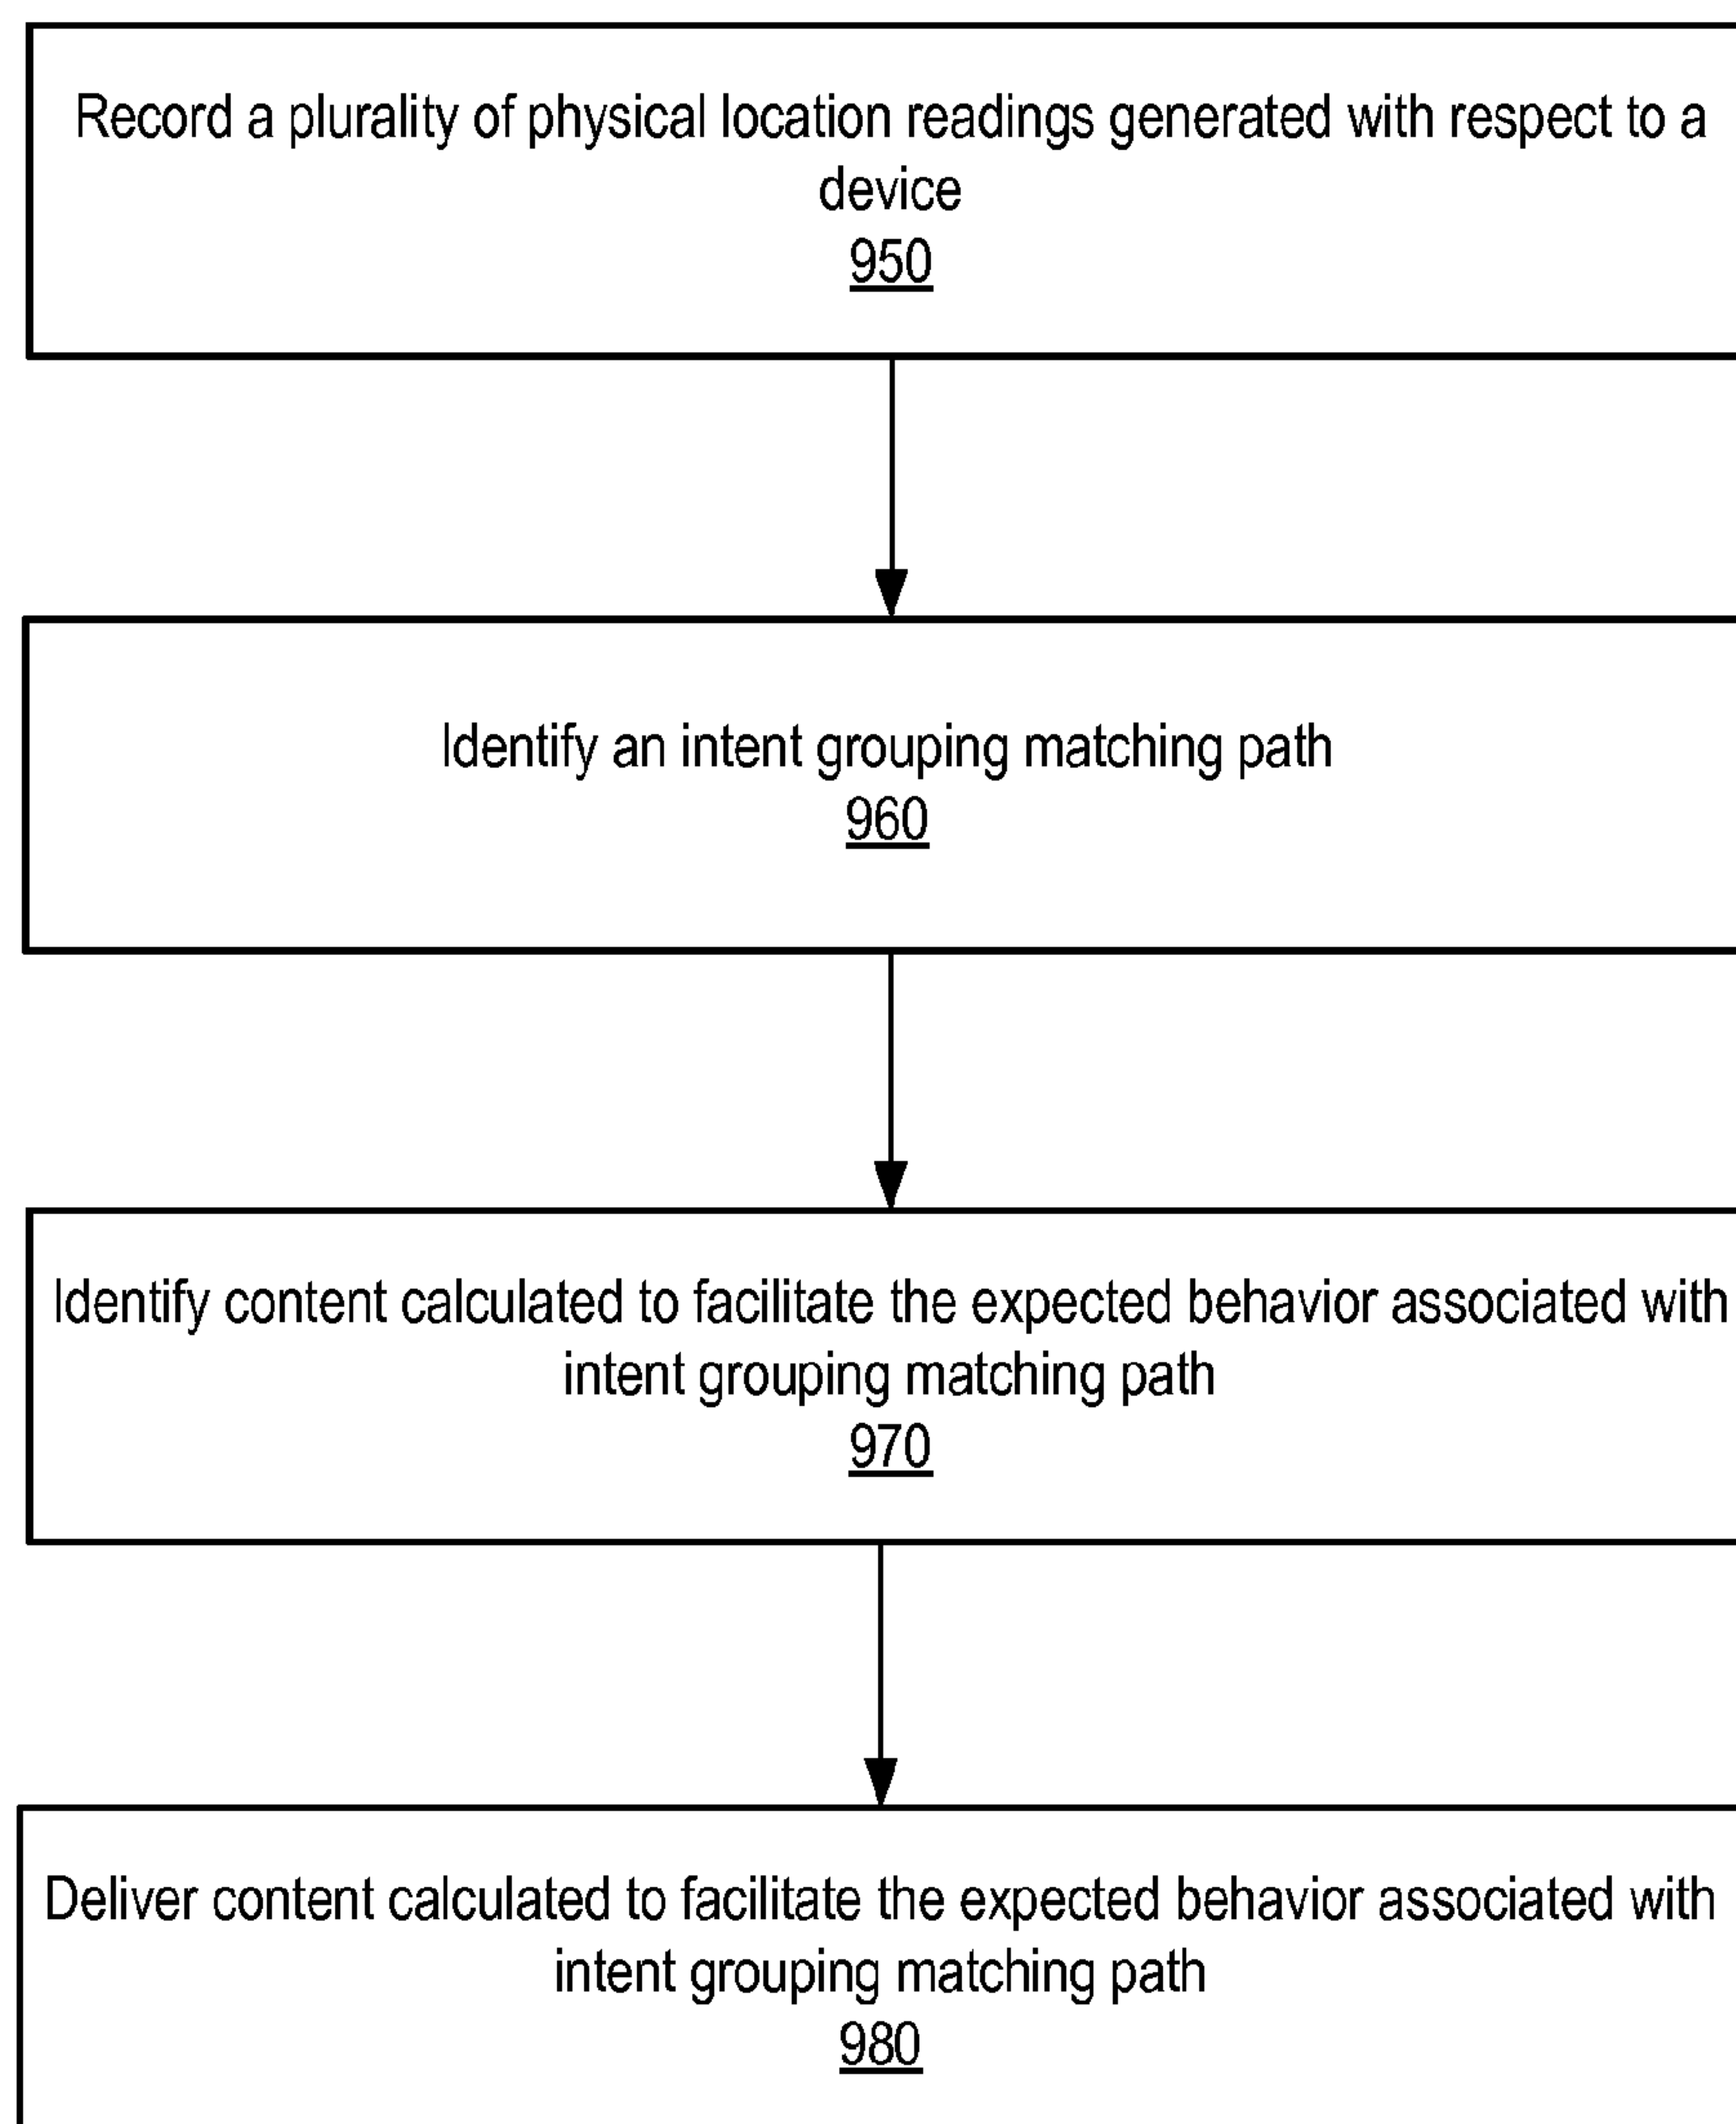 Record a plurality of physical location readings generated with respect to a
device
950
Identify an intent grouping matching path
960
Identify content calculated to facilitate the expected behavior associated with
intent grouping matching path
970
Deliver content calculated to facilitate the expected behavior associated with
intent grouping matching path
980